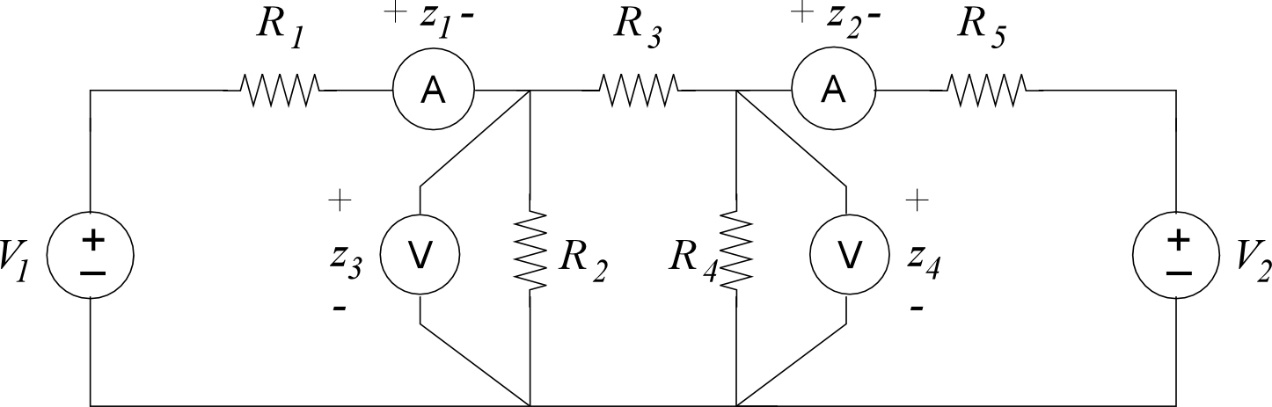 R1 + z1 - R3 + z2 - R5
A A
+ +
V1 + z3 V R2 R4 V z4 + V2
− - - −